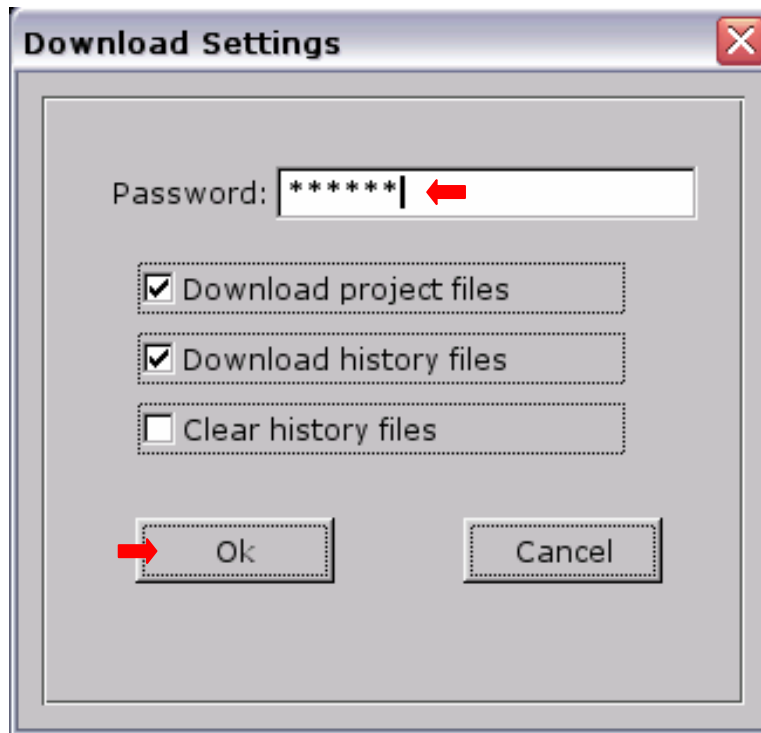 Download Settings
Password: ******
Download project files
Download history files
Clear history files
Ok Cancel